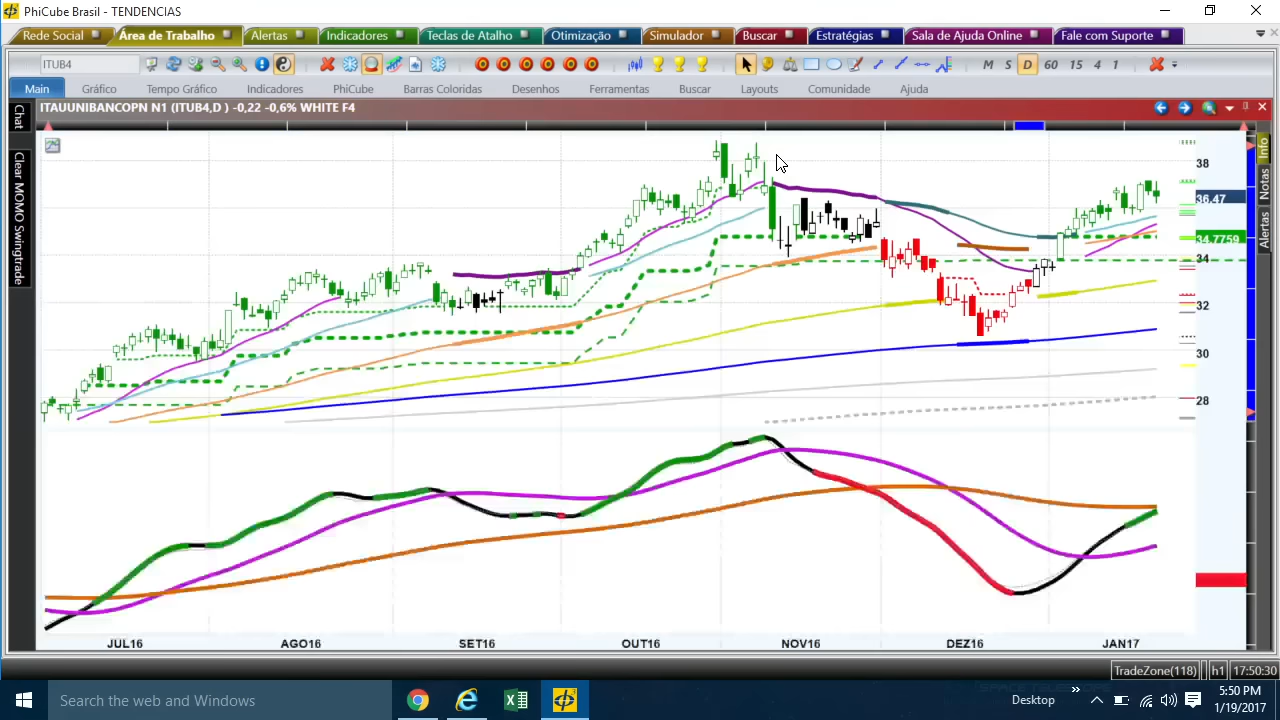 PhiCube Brasil - TENDENCIAS
Rede Social Área de Trabalho Alertas Indicadores Teclas de Atalho Otimização Simulador Buscar Estratégias Sala de Ajuda Online Fale com Suporte
ITUB4 M S D 60 15 4 1
Main Gráfico Tempo Gráfico Indicadores PhiCube Barras Coloridas Desenhos Ferramentas Buscar Layouts Comunidade Ajuda
ITAUUNIBANCOPN N1 (ITUB4,D ) -0,22 -0,6% WHITE F4
Chat
Clear MOMO Swingtrade
Info
Notas
Alertas
38
36.47
34.7759
34
32
30
28
JUL16 AGO16 SET16 OUT16 NOV16 DEZ16 JAN17
TradeZone(118) h1 17:50:30
Search the web and Windows
Desktop
5:50 PM
1/19/2017